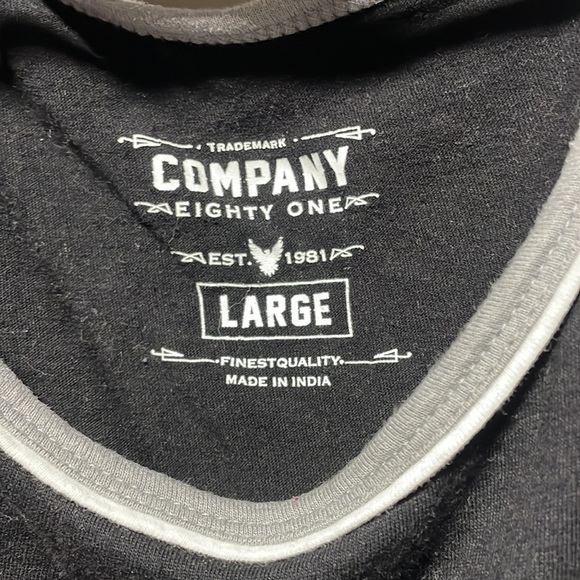 TRADEMARK
COMPANY
EIGHTY ONE
EST. 1981
LARGE
FINESTQUALITY
MADE IN INDIA